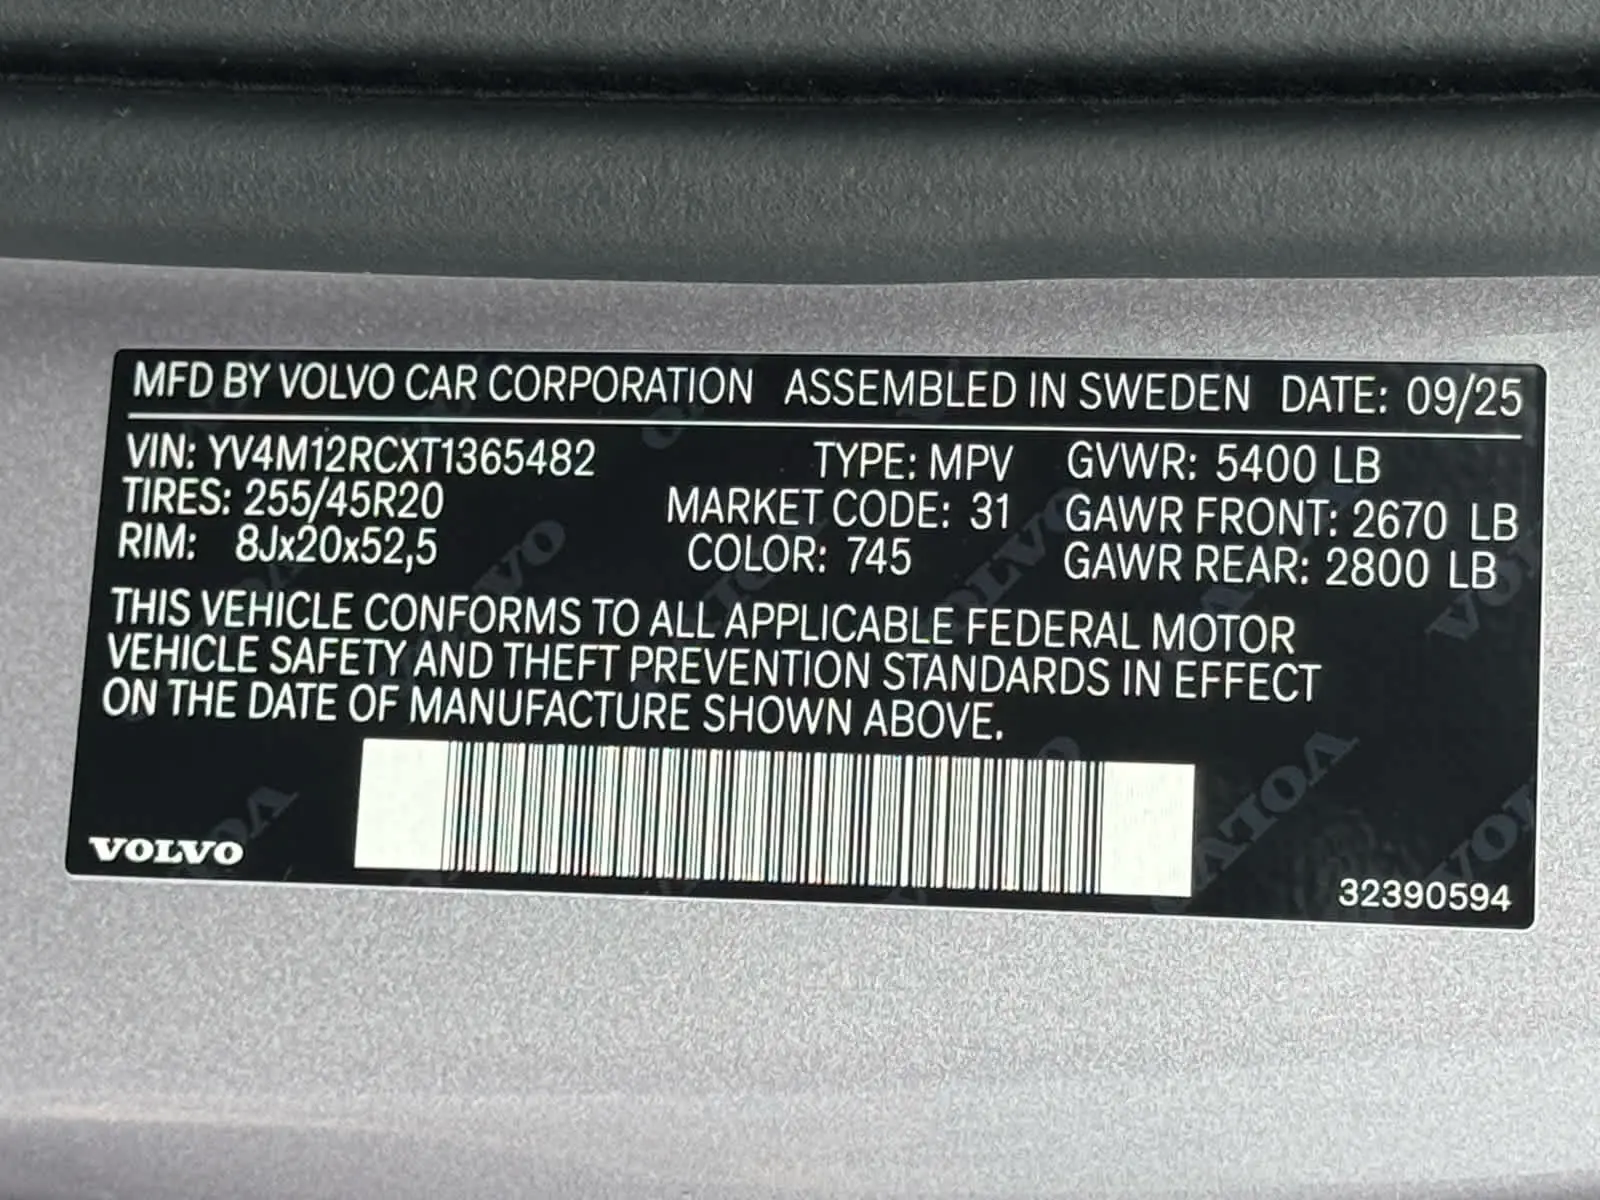 MFD BY VOLVO CAR CORPORATION ASSEMBLED IN SWEDEN DATE: 09/25
VIN: YV4M12RCXT1365482 TYPE: MPV GVWR: 5400 LB
TIRES: 255/45R20 MARKET CODE: 31 GAWR FRONT: 2670 LB
RIM: 8Jx20x52,5 COLOR: 745 GAWR REAR: 2800 LB
THIS VEHICLE CONFORMS TO ALL APPLICABLE FEDERAL MOTOR
VEHICLE SAFETY AND THEFT PREVENTION STANDARDS IN EFFECT
ON THE DATE OF MANUFACTURE SHOWN ABOVE.
VOLVO
32390594